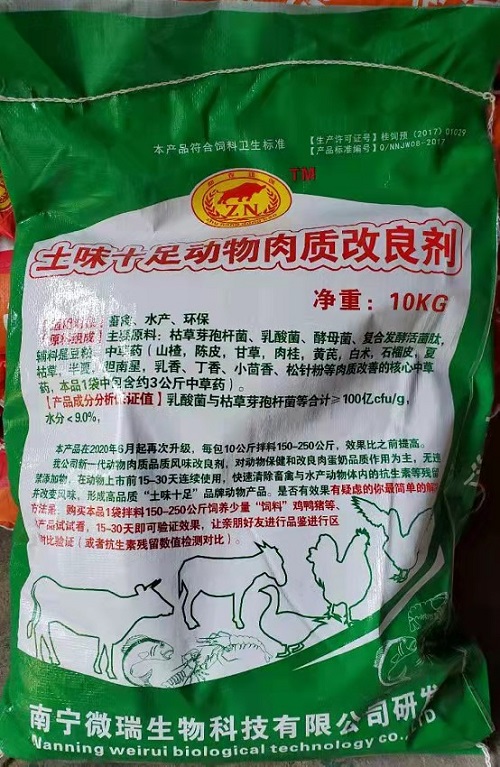 本产品符合饲料卫生标准
【生产许可证号】桂饲预（2017）01029
【产品标准编号】Q/NNJW08-2017
TM
ZN
土味十足动物肉质改良剂
净重：10KG
畜禽、水产、环保
主要原料：枯草芽孢杆菌、乳酸菌、酵母菌、复合发酵活菌肽，
辅料是豆粉、中草药（山楂，陈皮，甘草，肉桂，黄芪，白术，石榴皮，夏
枯草，半夏，胆南星，乳香、丁香、小茴香、松针粉等肉质改善的核心中草
药，本品1袋中包含约3公斤中草药）。
【产品成分分析保证值】乳酸菌与枯草芽孢杆菌等合计≥100亿cfu/g，
水分＜9.0%，
本产品在2020年6月起再次升级，每包10公斤拌料150-250公斤，效果比之前提高。
我公司新一代动物肉质品质风味改良剂，对动物保健和改良肉蛋奶品质作用为主，无违
禁添加物，在动物上市前15-30天连续使用，快速清除畜禽与水产动物体内的抗生素等残留
并改变风味，形成高品质“土味十足”品牌动物产品。是否有效果有疑虑的你最简单的解
方法是，购买本品1袋拌料150-250公斤饲养少量“饲料”鸡鸭猪等、
产品试试看，15-30天即可验证效果，让亲朋好友进行品鉴进行区
对比验证（或者抗生素残留数值检测对比）。
南宁微瑞生物科技有限公司研发
Nanning weirui biological technology co.,LTD